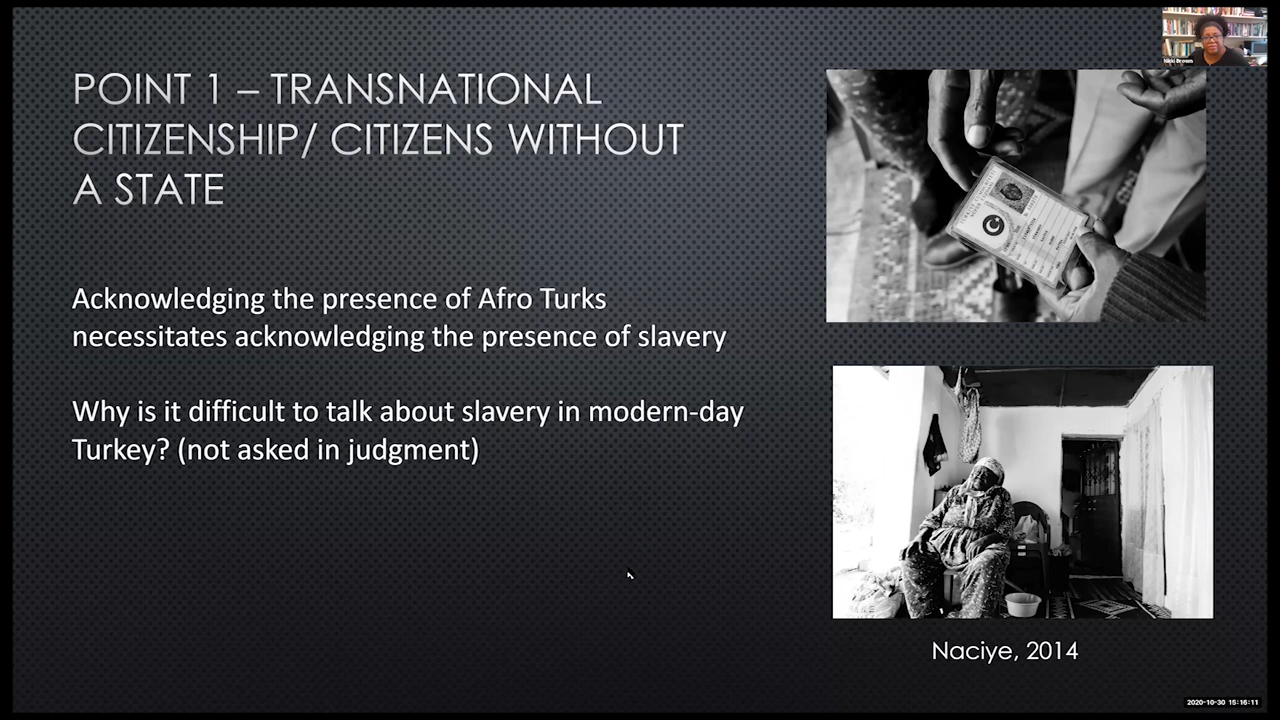 Nikki Brown
POINT 1 – TRANSNATIONAL
CITIZENSHIP/ CITIZENS WITHOUT
A STATE
Acknowledging the presence of Afro Turks
necessitates acknowledging the presence of slavery
Why is it difficult to talk about slavery in modern-day
Turkey? (not asked in judgment)
Naciye, 2014
2020-10-30 15:16:11